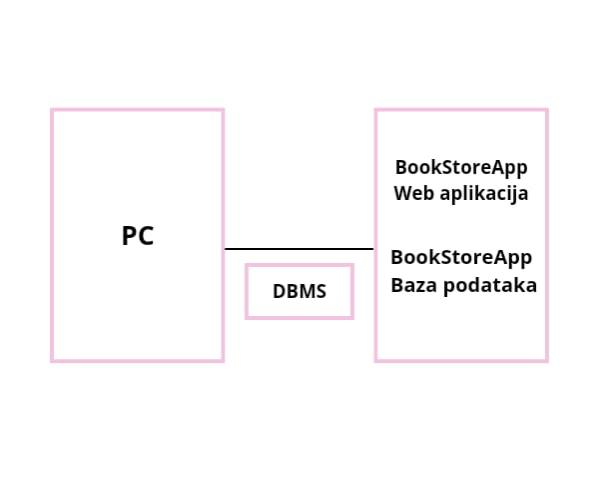 PC
DBMS
BookStoreApp
Web aplikacija
BookStoreApp
Baza podataka